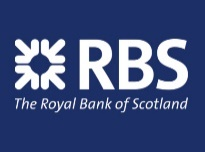 RBS
The Royal Bank of Scotland